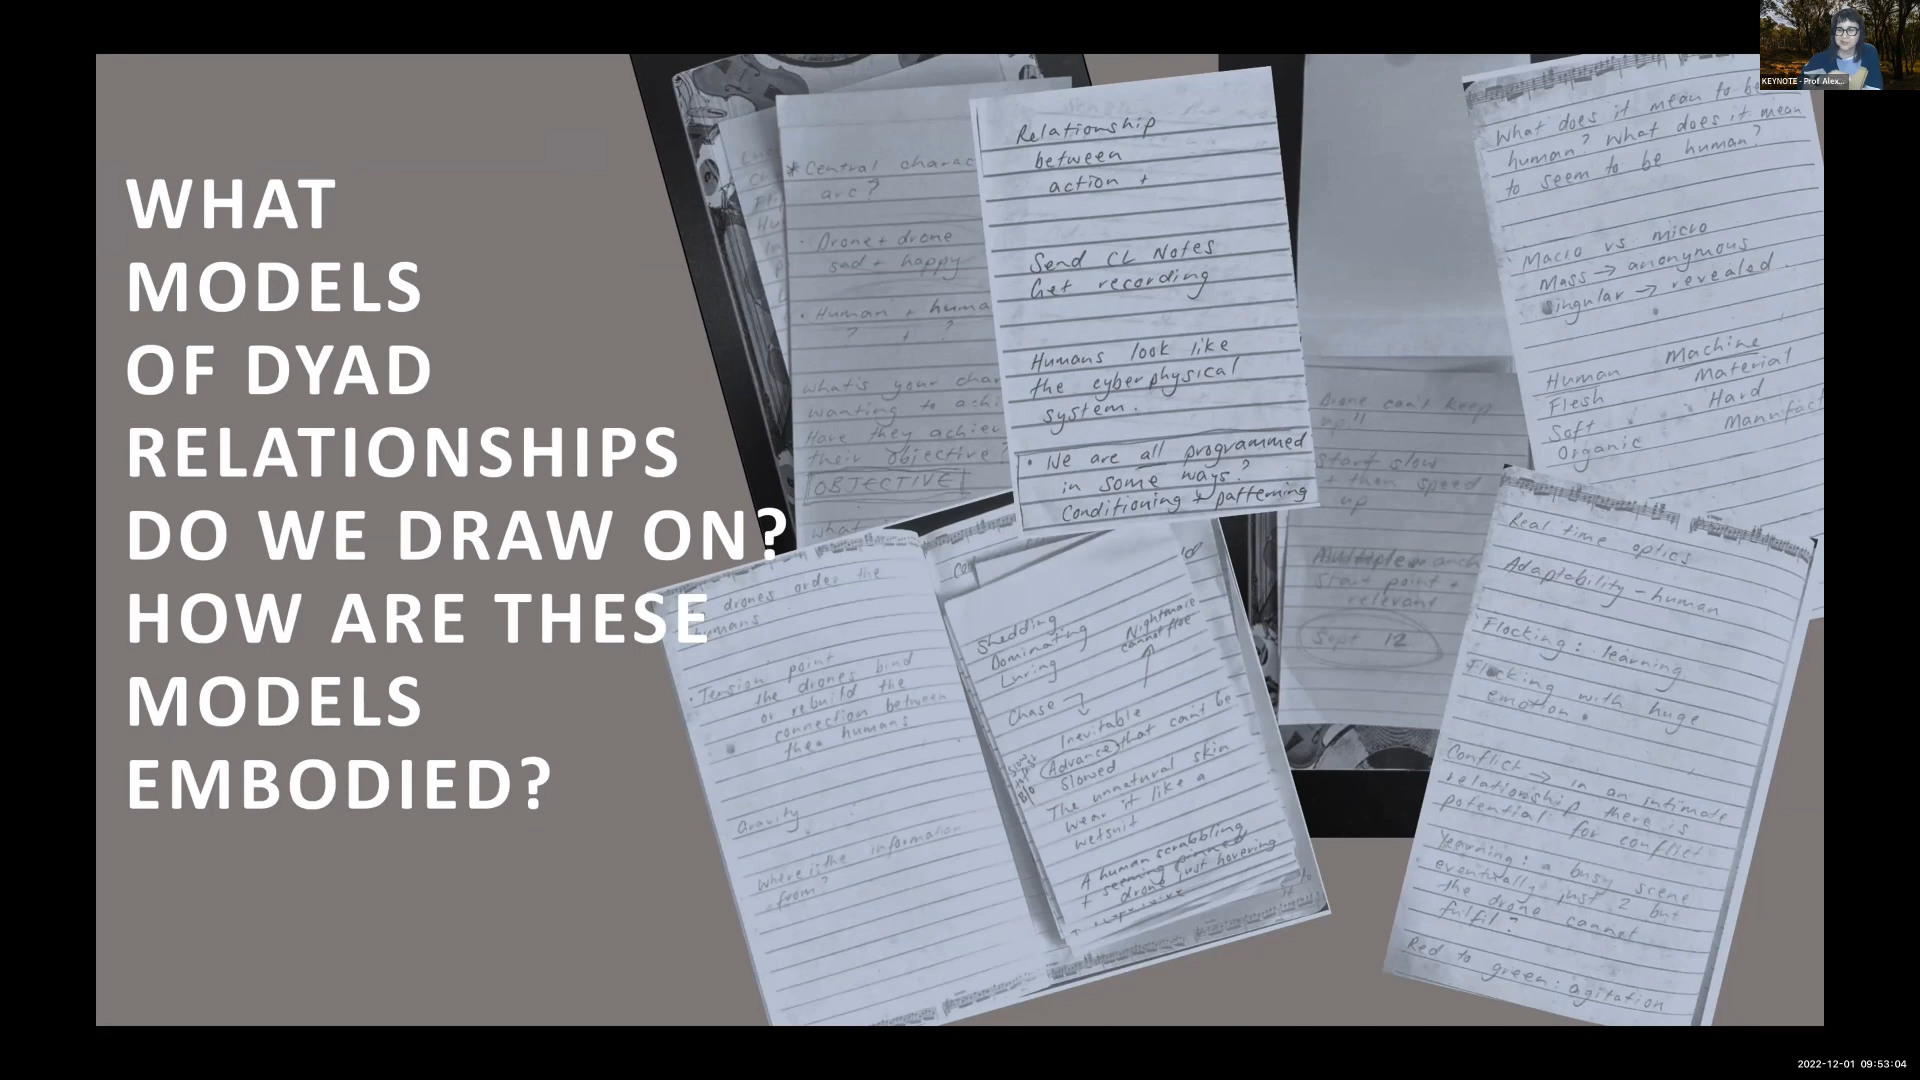 KEYNOTE - Prof Alex...
WHAT
MODELS
OF DYAD
RELATIONSHIPS
DO WE DRAW ON?
HOW ARE THESE
MODELS
EMBODIED?
* Central charac
arc?
· Drone + drone
sad + happy
· Human + huma
? + ?
what's your char
wanting to achi
Have they achiev
their objective?
OBJECTIVE
what
Relationship
between
action +
Send CL Notes
Get recording
Humans look like
the cyberphysical
system.
· We are all programmed
in some ways?
Conditioning + patterning
What does it mean to be
human? What does it mean
to seem to be human?
Macro vs micro
Mass → anonymous
Singular → revealed
Human Machine
Flesh Material
Soft Hard
Organic Manufact
Drone can't keep
up"
Start slow
+ then speed
up
Multiple
start point +
relevant
Sept 12
drones order the
humans
· Tension point
the drones bind
or rebuild the
connection between
the humans
Gravity
Where is the information
from?
Shedding
Dominating
Luring
Nightmare
cannot flee
Chase
Inevitable
Advance that can't be
slowed
The unnatural skin
wear it like a
wetsuit
A human scrabbling
+ seeming pinned
drone just hovering
Real time optics
Adaptability - human
Flocking: learning
Flocking with huge
emotion.
Conflict → in an intimate
relationship there is
potential for conflict
Yearning: a busy scene
eventually just 2 but
the drone cannot
fulfil?
Red to green: agitation
2022-12-01 09:53:04